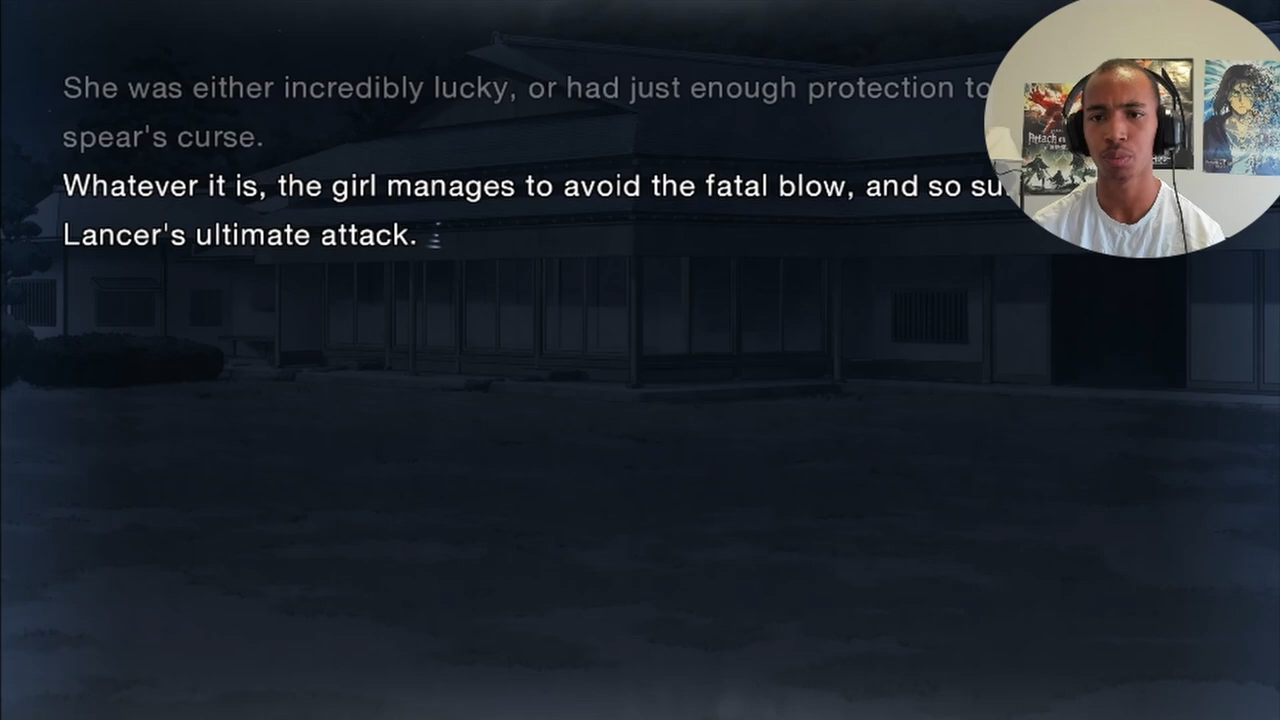 She was either incredibly lucky, or had just enough protection to
spear's curse.
Whatever it is, the girl manages to avoid the fatal blow, and so
Lancer's ultimate attack.
Attack